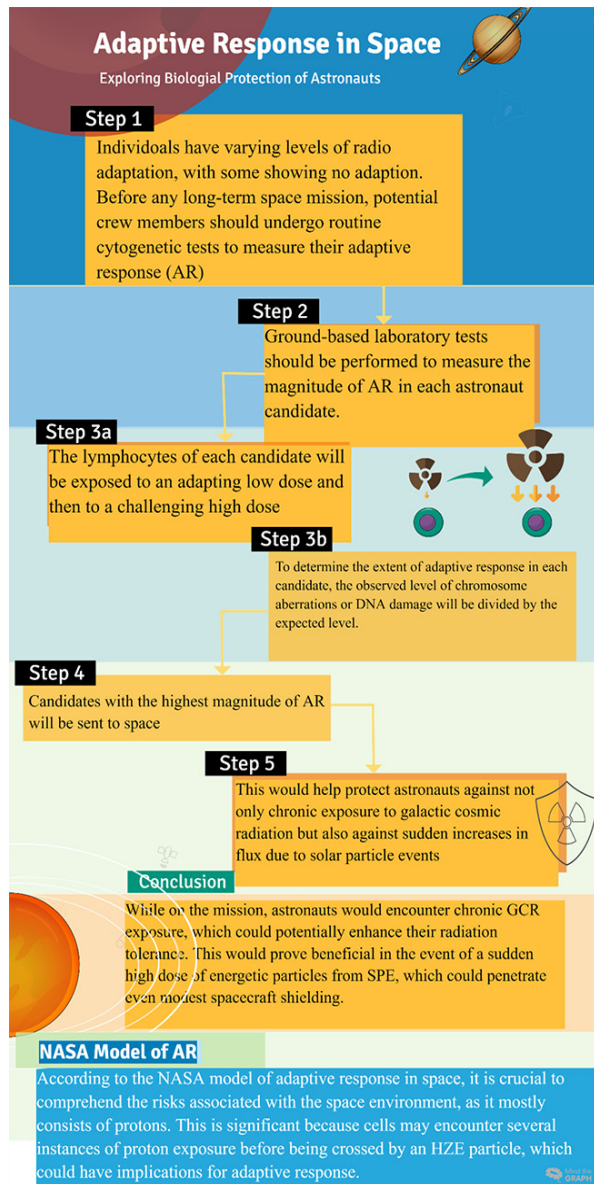 Adaptive Response in Space
Exploring Biologial Protection of Astronauts
Step 1
Individoals have varying levels of radio
adaptation, with some showing no adaption.
Before any long-term space mission, potential
crew members should undergo routine
cytogenetic tests to measure their adaptive
response (AR)
Step 2
Ground-based laboratory tests
should be performed to measure the
magnitude of AR in each astronaut
candidate.
Step 3a
The lymphocytes of each candidate will
be exposed to an adapting low dose and
then to a challenging high dose
Step 3b
To determine the extent of adaptive response in each
candidate, the observed level of chromosome
aberrations or DNA damage will be divided by the
expected level.
Step 4
Candidates with the highest magnitude of AR
will be sent to space
Step 5
This would help protect astronauts against not
only chronic exposure to galactic cosmic
radiation but also against sudden increases in
flux due to solar particle events
Conclusion
While on the mission, astronauts would encounter chronic GCR
exposure, which could potentially enhance their radiation
tolerance. This would prove beneficial in the event of a sudden
high dose of energetic particles from SPE, which could penetrate
even modest spacecraft shielding.
NASA Model of AR
According to the NASA model of adaptive response in space, it is crucial to
comprehend the risks associated with the space environment, as it mostly
consists of protons. This is significant because cells may encounter several
instances of proton exposure before being crossed by an HZE particle, which
could have implications for adaptive response.
Mind the
GRAPH